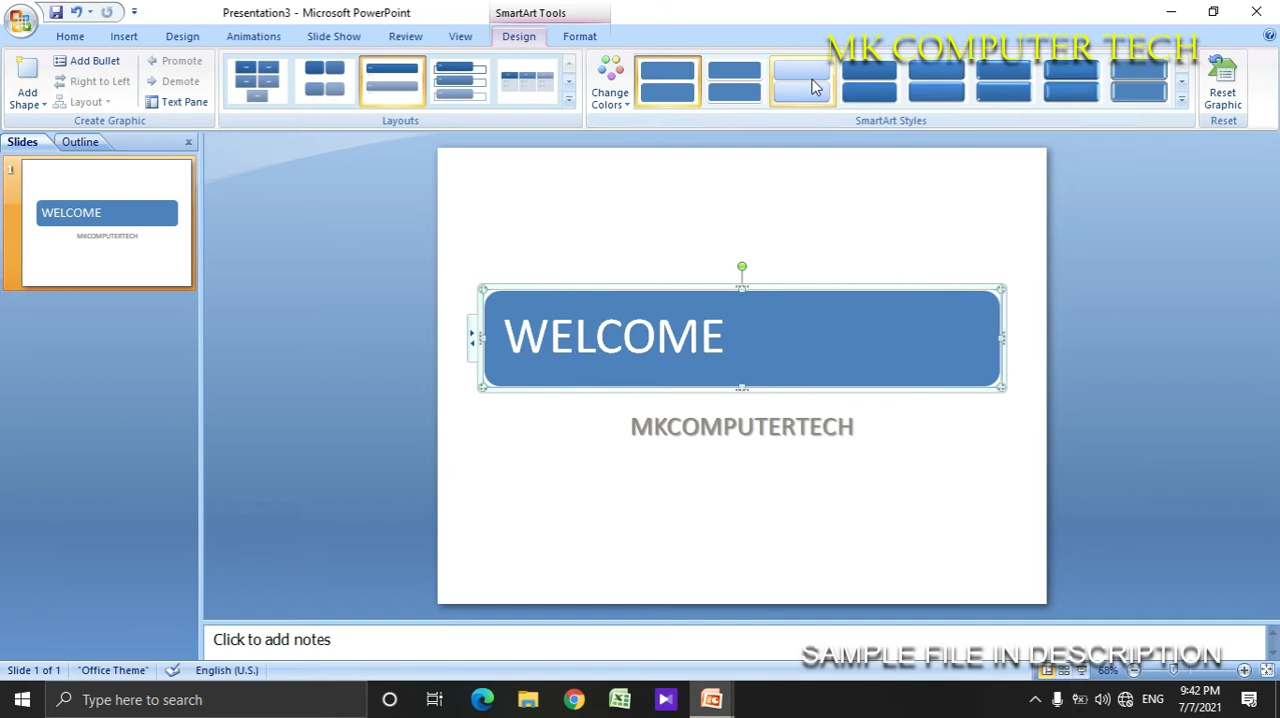 Presentation3 - Microsoft PowerPoint
SmartArt Tools
Home
Insert
Design
Animations
Slide Show
Review
View
Design
Format
MK COMPUTER TECH
Add Shape
Add Bullet
Right to Left
Layout
Promote
Demote
Text Pane
Create Graphic
Layouts
Change Colors
SmartArt Styles
Reset Graphic
Reset
Slides
Outline
1
WELCOME
MKCOMPUTERTECH
WELCOME
MKCOMPUTERTECH
Click to add notes
SAMPLE FILE IN DESCRIPTION
Slide 1 of 1
"Office Theme"
English (U.S.)
68%
Type here to search
ENG
9:42 PM
7/7/2021